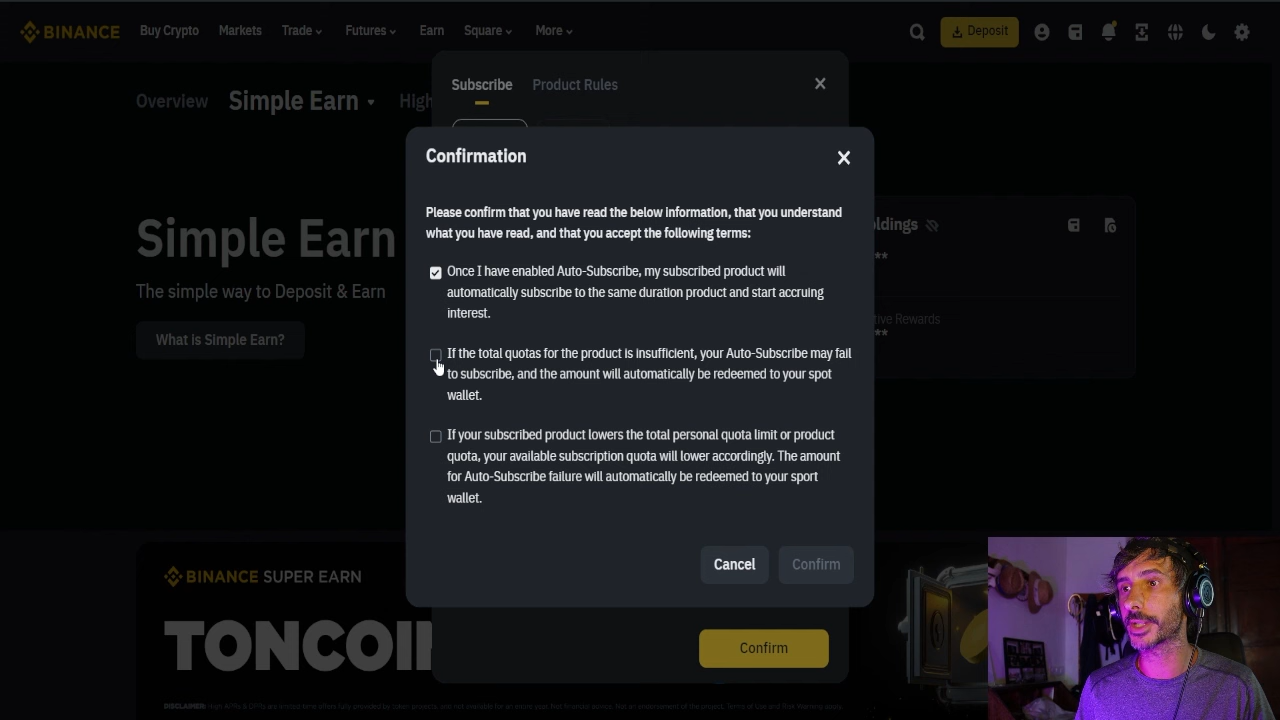 BINANCE Buy Crypto Markets Trade Futures Earn Square More Deposit
Subscribe Product Rules
Overview Simple Earn High
Confirmation
Please confirm that you have read the below information, that you understand
what you have read, and that you accept the following terms:
Simple Earn
The simple way to Deposit & Earn
What is Simple Earn?
oldings
**
tive Rewards
**
Once I have enabled Auto-Subscribe, my subscribed product will
automatically subscribe to the same duration product and start accruing
interest.
If the total quotas for the product is insufficient, your Auto-Subscribe may fail
to subscribe, and the amount will automatically be redeemed to your spot
wallet.
If your subscribed product lowers the total personal quota limit or product
quota, your available subscription quota will lower accordingly. The amount
for Auto-Subscribe failure will automatically be redeemed to your sport
wallet.
Cancel Confirm
BINANCE SUPER EARN
TONCOI
Confirm
DISCLAIMER: